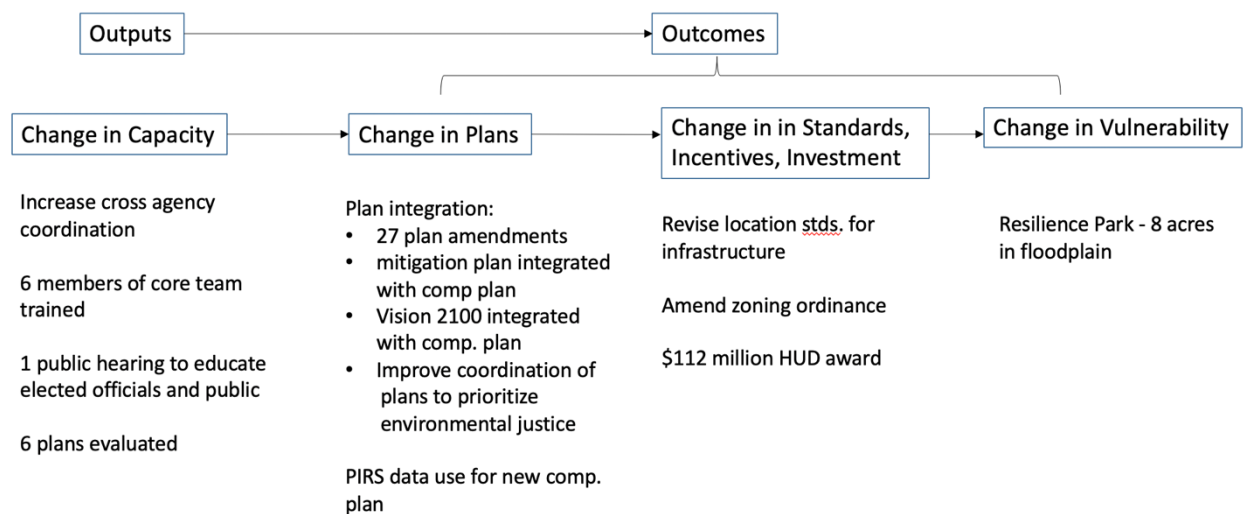 Outputs
Outcomes
Change in Capacity
Change in Plans
Change in in Standards,
Incentives, Investment
Change in Vulnerability
Increase cross agency
coordination
6 members of core team
trained
1 public hearing to educate
elected officials and public
6 plans evaluated
Plan integration:
• 27 plan amendments
• mitigation plan integrated
with comp plan
• Vision 2100 integrated
with comp. plan
• Improve coordination of
plans to prioritize
environmental justice
PIRS data use for new comp.
plan
Revise location stds. for
infrastructure
Amend zoning ordinance
$112 million HUD award
Resilience Park - 8 acres
in floodplain